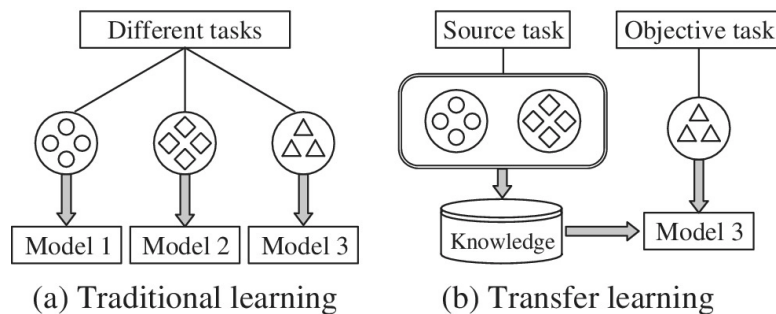 Different tasks
Model 1
Model 2
Model 3
(a) Traditional learning
Source task
Objective task
Knowledge
Model 3
(b) Transfer learning